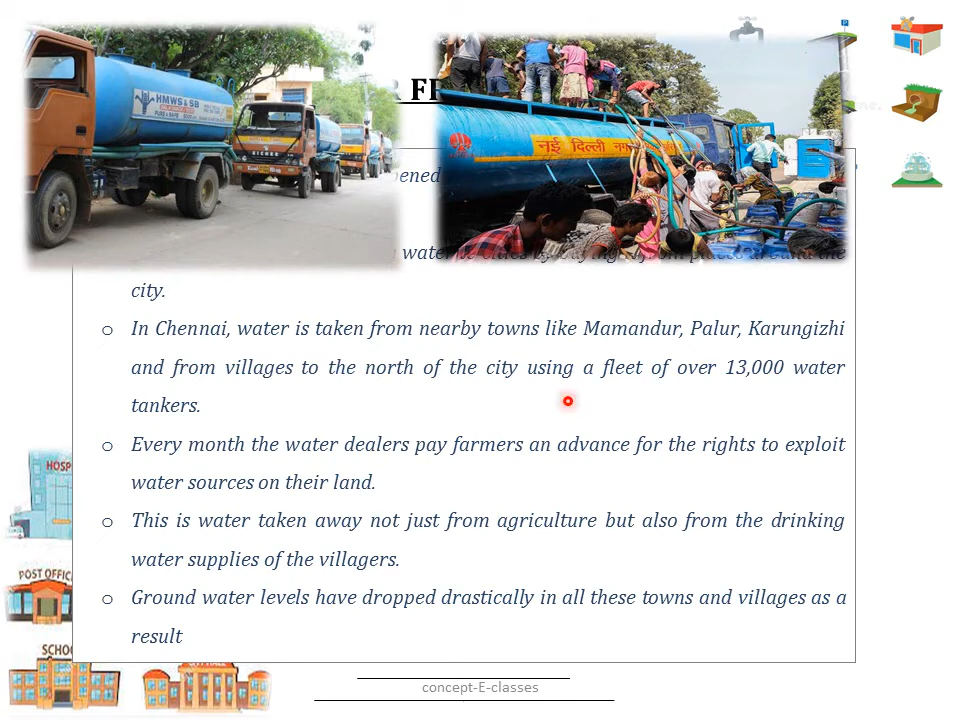 HMWS & SB
EICHER
नई दिल्ली नग
water
city.
o In Chennai, water is taken from nearby towns like Mamandur, Palur, Karungizhi
and from villages to the north of the city using a fleet of over 13,000 water
tankers.
o Every month the water dealers pay farmers an advance for the rights to exploit
water sources on their land.
o This is water taken away not just from agriculture but also from the drinking
water supplies of the villagers.
o Ground water levels have dropped drastically in all these towns and villages as a
result
HOSP
POST OFFIC
SCHO
concept-E-classes